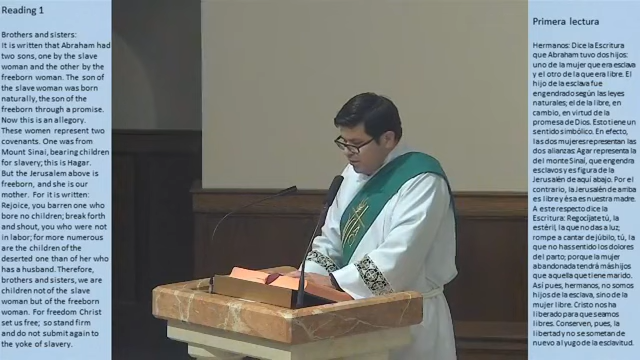 Reading 1
Brothers and sisters:
It is written that Abraham had
two sons, one by the slave
woman and the other by the
freeborn woman. The son of
the slave woman was born
naturally, the son of the
freeborn through a promise.
Now this is an allegory.
These women represent two
covenants. One was from
Mount Sinai, bearing children
for slavery; this is Hagar.
But the Jerusalem above is
freeborn, and she is our
mother. For it is written:
Rejoice, you barren one who
bore no children; break forth
and shout, you who were not
in labor; for more numerous
are the children of the
deserted one than of her who
has a husband. Therefore,
brothers and sisters, we are
children not of the slave
woman but of the freeborn
woman. For freedom Christ
set us free; so stand firm
and do not submit again to
the yoke of slavery.
Primera lectura
Hermanos: Dice la Escritura
que Abraham tuvo dos hijos:
uno de la mujer que era esclava
y el otro de la que era libre. El
hijo de la esclava fue
engendrado según las leyes
naturales; el de la libre, en
cambio, en virtud de la
promesa de Dios. Esto tiene un
sentido simbólico. En efecto,
las dos mujeres representan las
dos alianzas: Agar representa la
del monte Sinaí, que engendra
esclavos y es figura de la
Jerusalén de aquí abajo. Por el
contrario, la Jerusalén de arriba
es libre y ésa es nuestra madre.
A este respecto dice la
Escritura: Regocíjate tú, la
estéril, la que no das a luz;
rompe a cantar de júbilo, tú, la
que no has sentido los dolores
del parto; porque la mujer
abandonada tendrá más hijos
que aquella que tiene marido.
Así pues, hermanos, no somos
hijos de la esclava, sino de la
mujer libre. Cristo nos ha
liberado para que seamos
libres. Conserven, pues, la
libertad y no se sometan de
nuevo al yugo de la esclavitud.